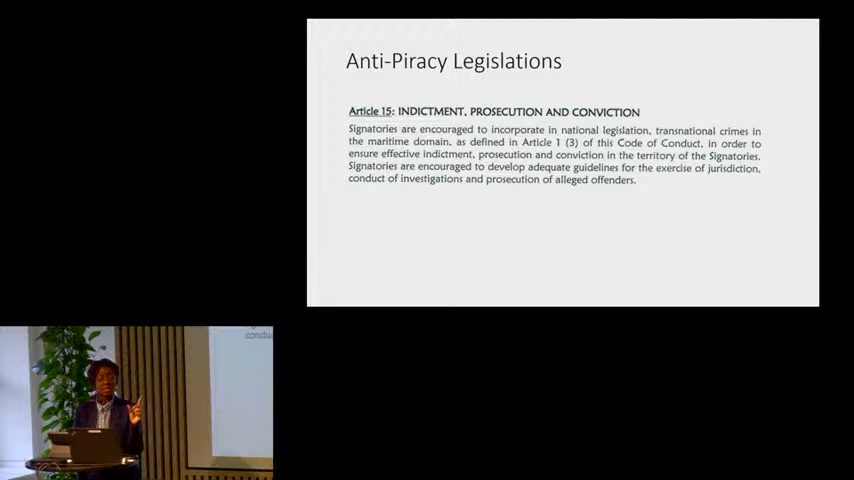 Anti-Piracy Legislations
Article 15: INDICTMENT, PROSECUTION AND CONVICTION
Signatories are encouraged to incorporate in national legislation, transnational crimes in
the maritime domain, as defined in Article 1 (3) of this Code of Conduct, in order to
ensure effective indictment, prosecution and conviction in the territory of the Signatories.
Signatories are encouraged to develop adequate guidelines for the exercise of jurisdiction,
conduct of investigations and prosecution of alleged offenders.
conduc